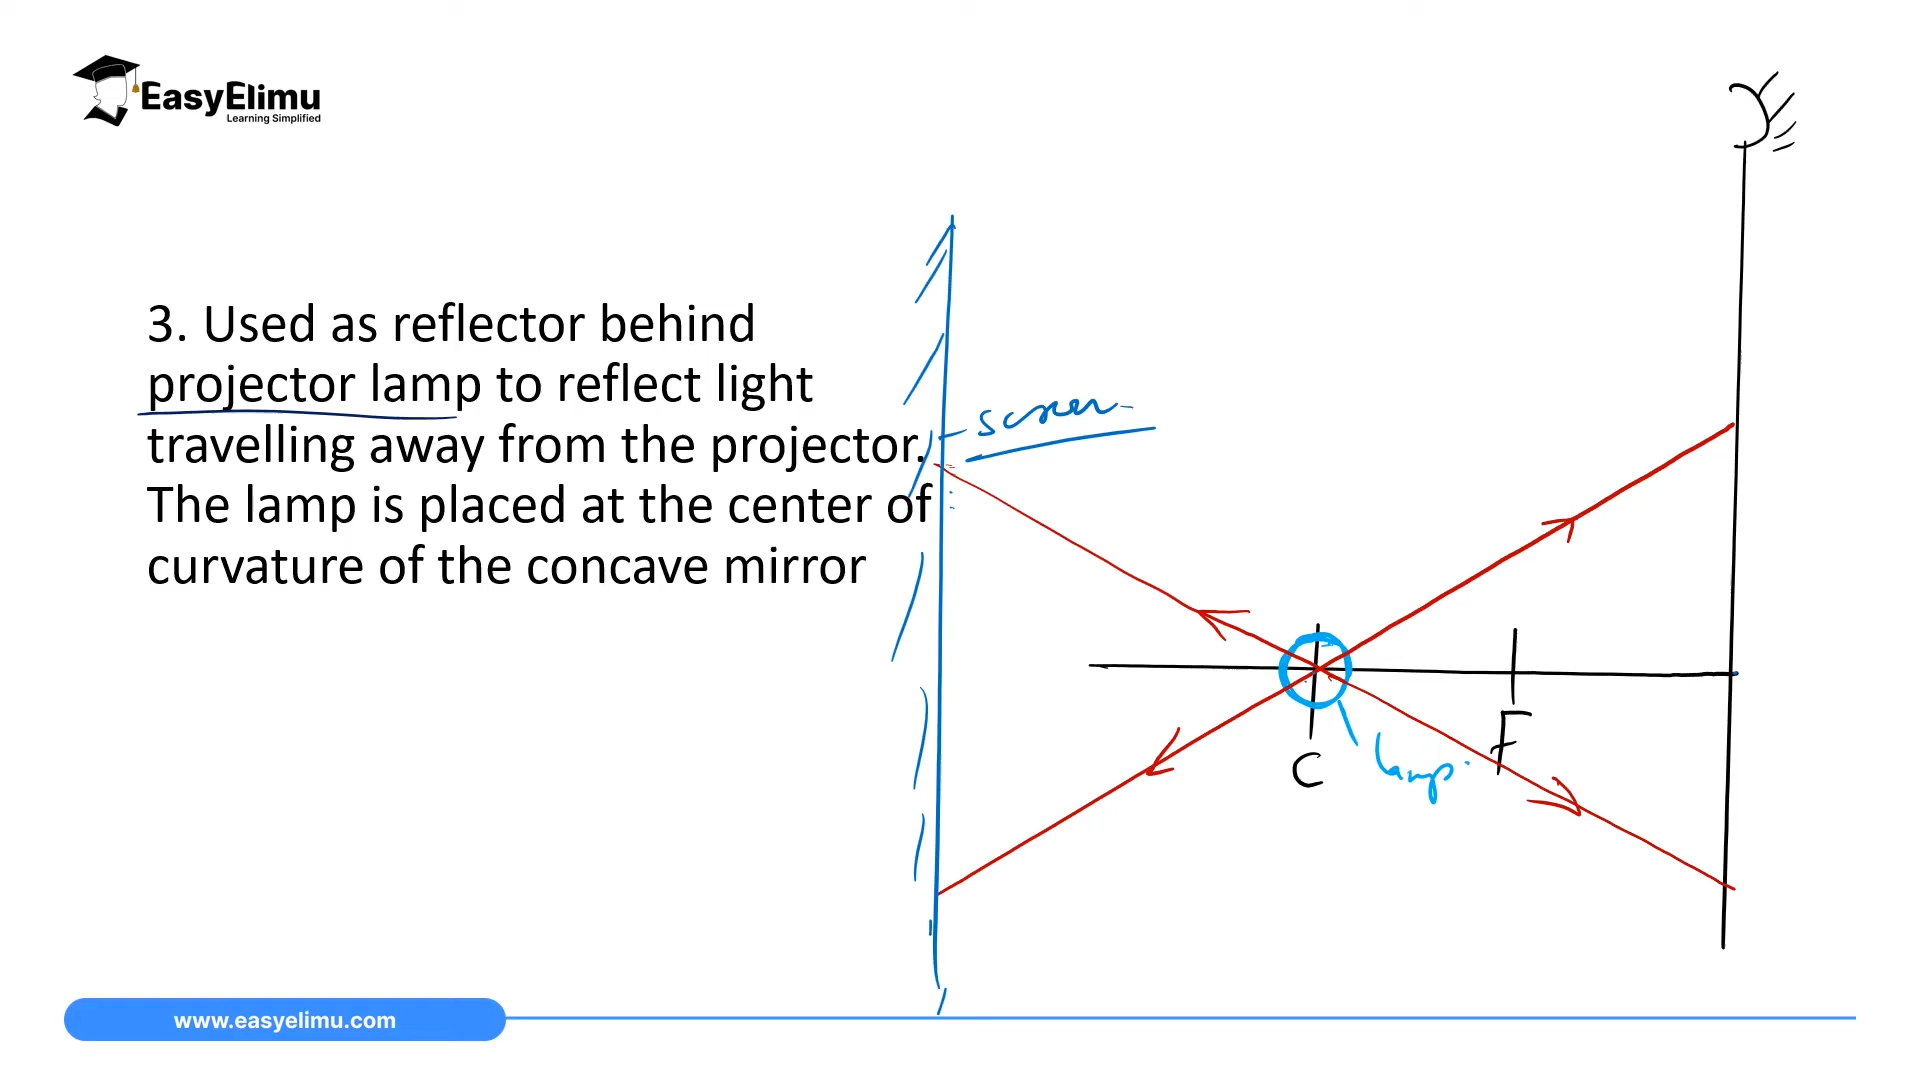 EasyElimu
Learning Simplified
3. Used as reflector behind
projector lamp to reflect light
travelling away from the projector.
The lamp is placed at the center of
curvature of the concave mirror
screen
F
C
lamp.
www.easyelimu.com